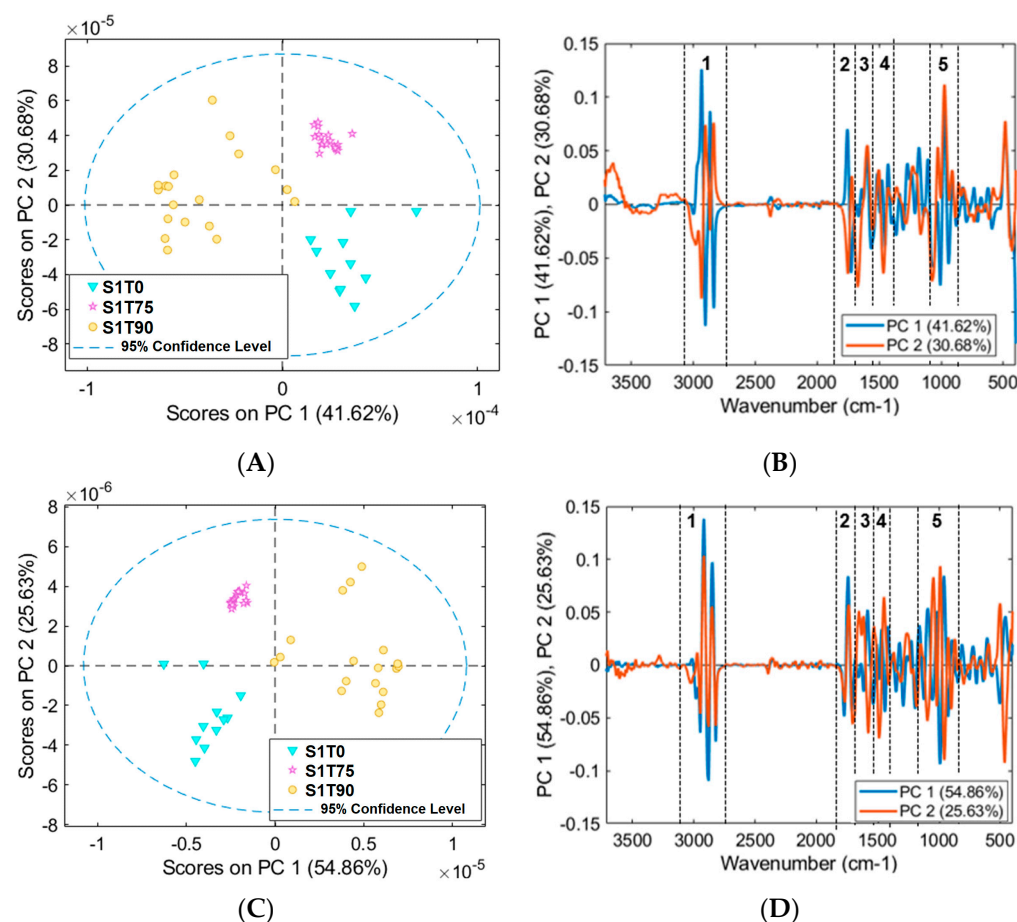 ×10⁻⁵
8
6
4
2
0
-2
-4
-6
-8
Scores on PC 2 (30.68%)
S1T0
S1T75
S1T90
95% Confidence Level
-1
0
1
Scores on PC 1 (41.62%)
×10⁻⁴
(A)
0.15
0.1
0.05
0
-0.05
-0.1
-0.15
PC 1 (41.62%), PC 2 (30.68%)
1
2
3
4
5
PC 1 (41.62%)
PC 2 (30.68%)
3500
3000
2500
2000
1500
1000
500
Wavenumber (cm-1)
(B)
×10⁻⁶
8
6
4
2
0
-2
-4
-6
-8
Scores on PC 2 (25.63%)
S1T0
S1T75
S1T90
95% Confidence Level
-1
-0.5
0
0.5
1
Scores on PC 1 (54.86%)
×10⁻⁵
(C)
0.15
0.1
0.05
0
-0.05
-0.1
-0.15
PC 1 (54.86%), PC 2 (25.63%)
1
2
3
4
5
PC 1 (54.86%)
PC 2 (25.63%)
3500
3000
2500
2000
1500
1000
500
Wavenumber (cm-1)
(D)